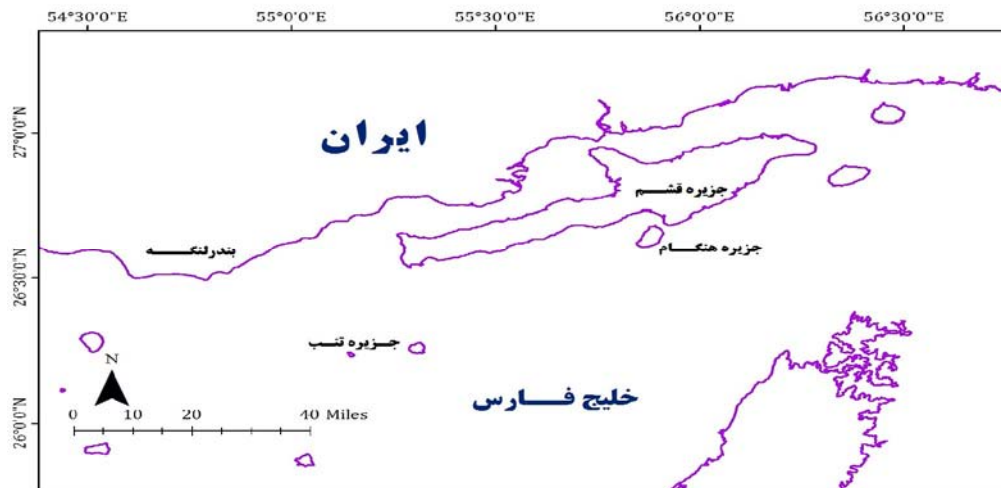 54°30'0"E 55°0'0"E 55°30'0"E 56°0'0"E 56°30'0"E
27°0'0"N
ایران
جزیره قشم
بندرلنگه
جزیره هنگام
26°30'0"N
جزیره تنب
N
خلیج فارس
0 10 20 40 Miles
26°0'0"N